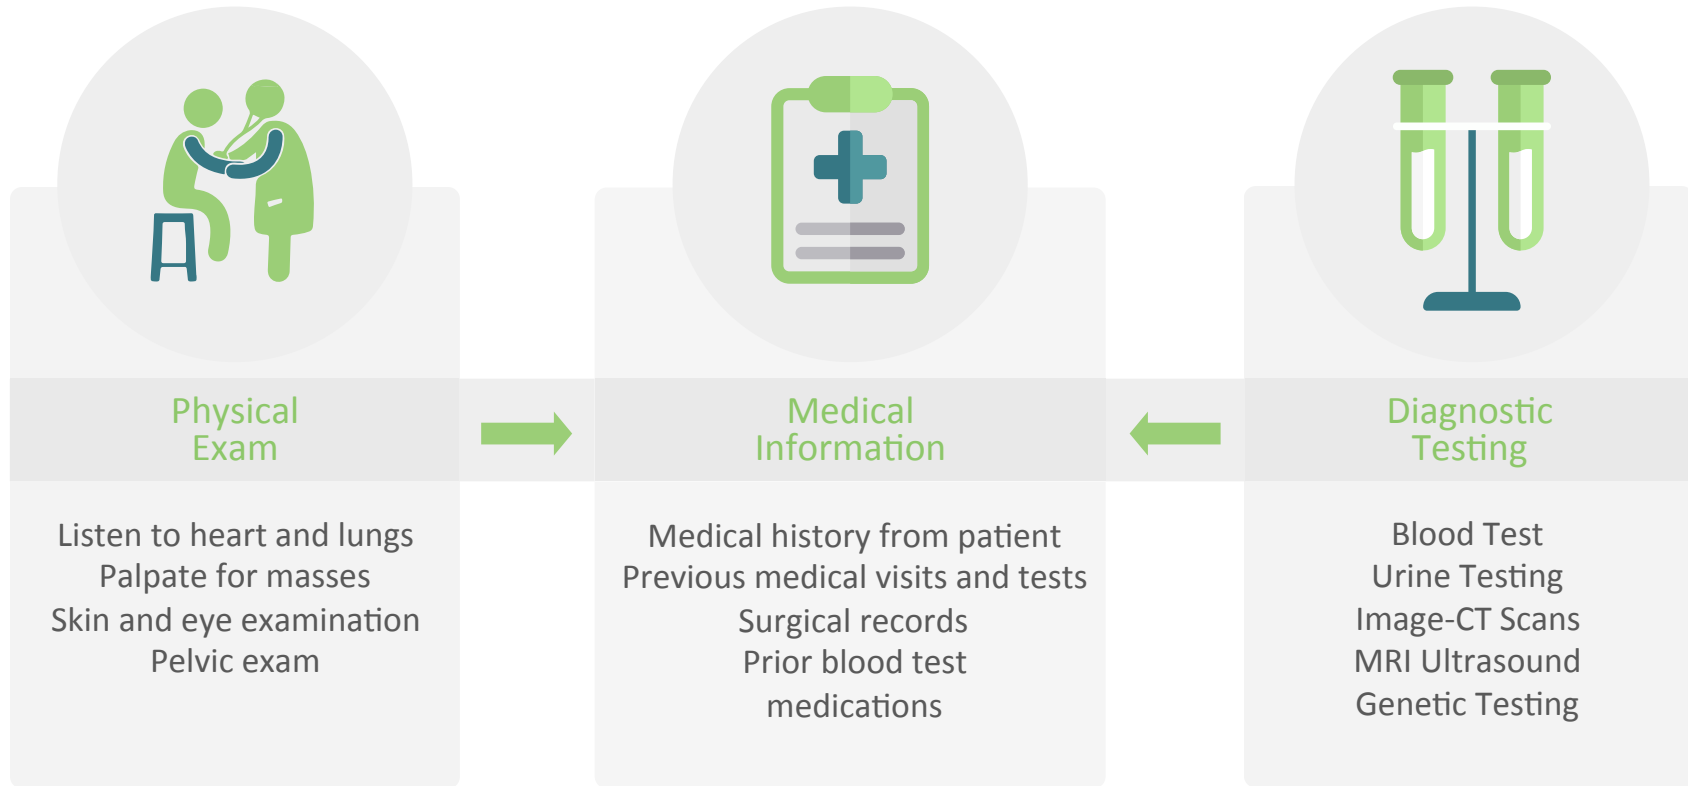 Physical
Exam
Listen to heart and lungs
Palpate for masses
Skin and eye examination
Pelvic exam
Medical
Information
Medical history from patient
Previous medical visits and tests
Surgical records
Prior blood test
medications
Diagnostic
Testing
Blood Test
Urine Testing
Image-CT Scans
MRI Ultrasound
Genetic Testing